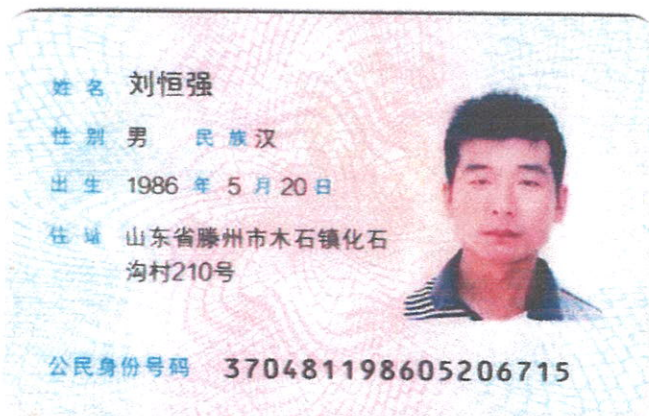 姓名 刘恒强
性别 男 民族 汉
出生 1986 年 5 月 20 日
住址 山东省滕州市木石镇化石
沟村210号
公民身份号码 370481198605206715